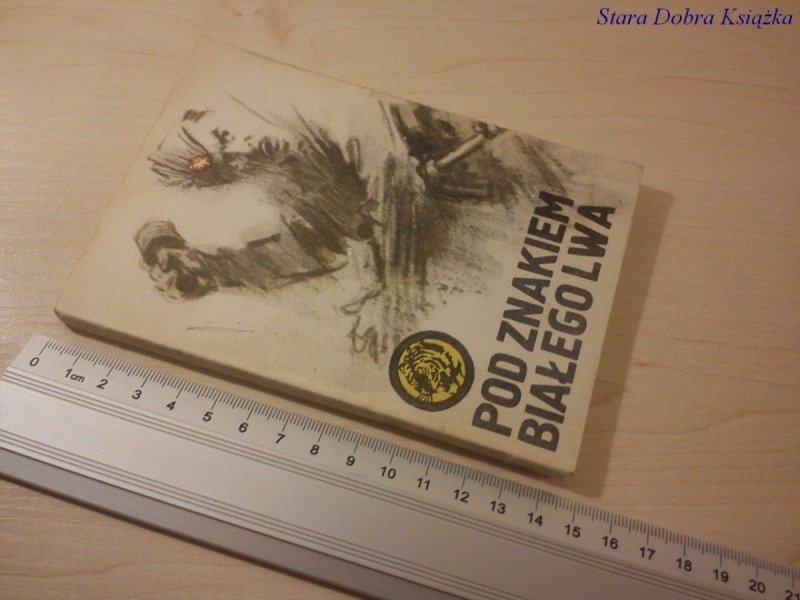 Stara Dobra Książka
POD ZNAKIEM
BIAŁEGO LWA
0 1cm 2 3 4 5 6 7 8 9 10 11 12 13 14 15 16 17 18 19 20 21